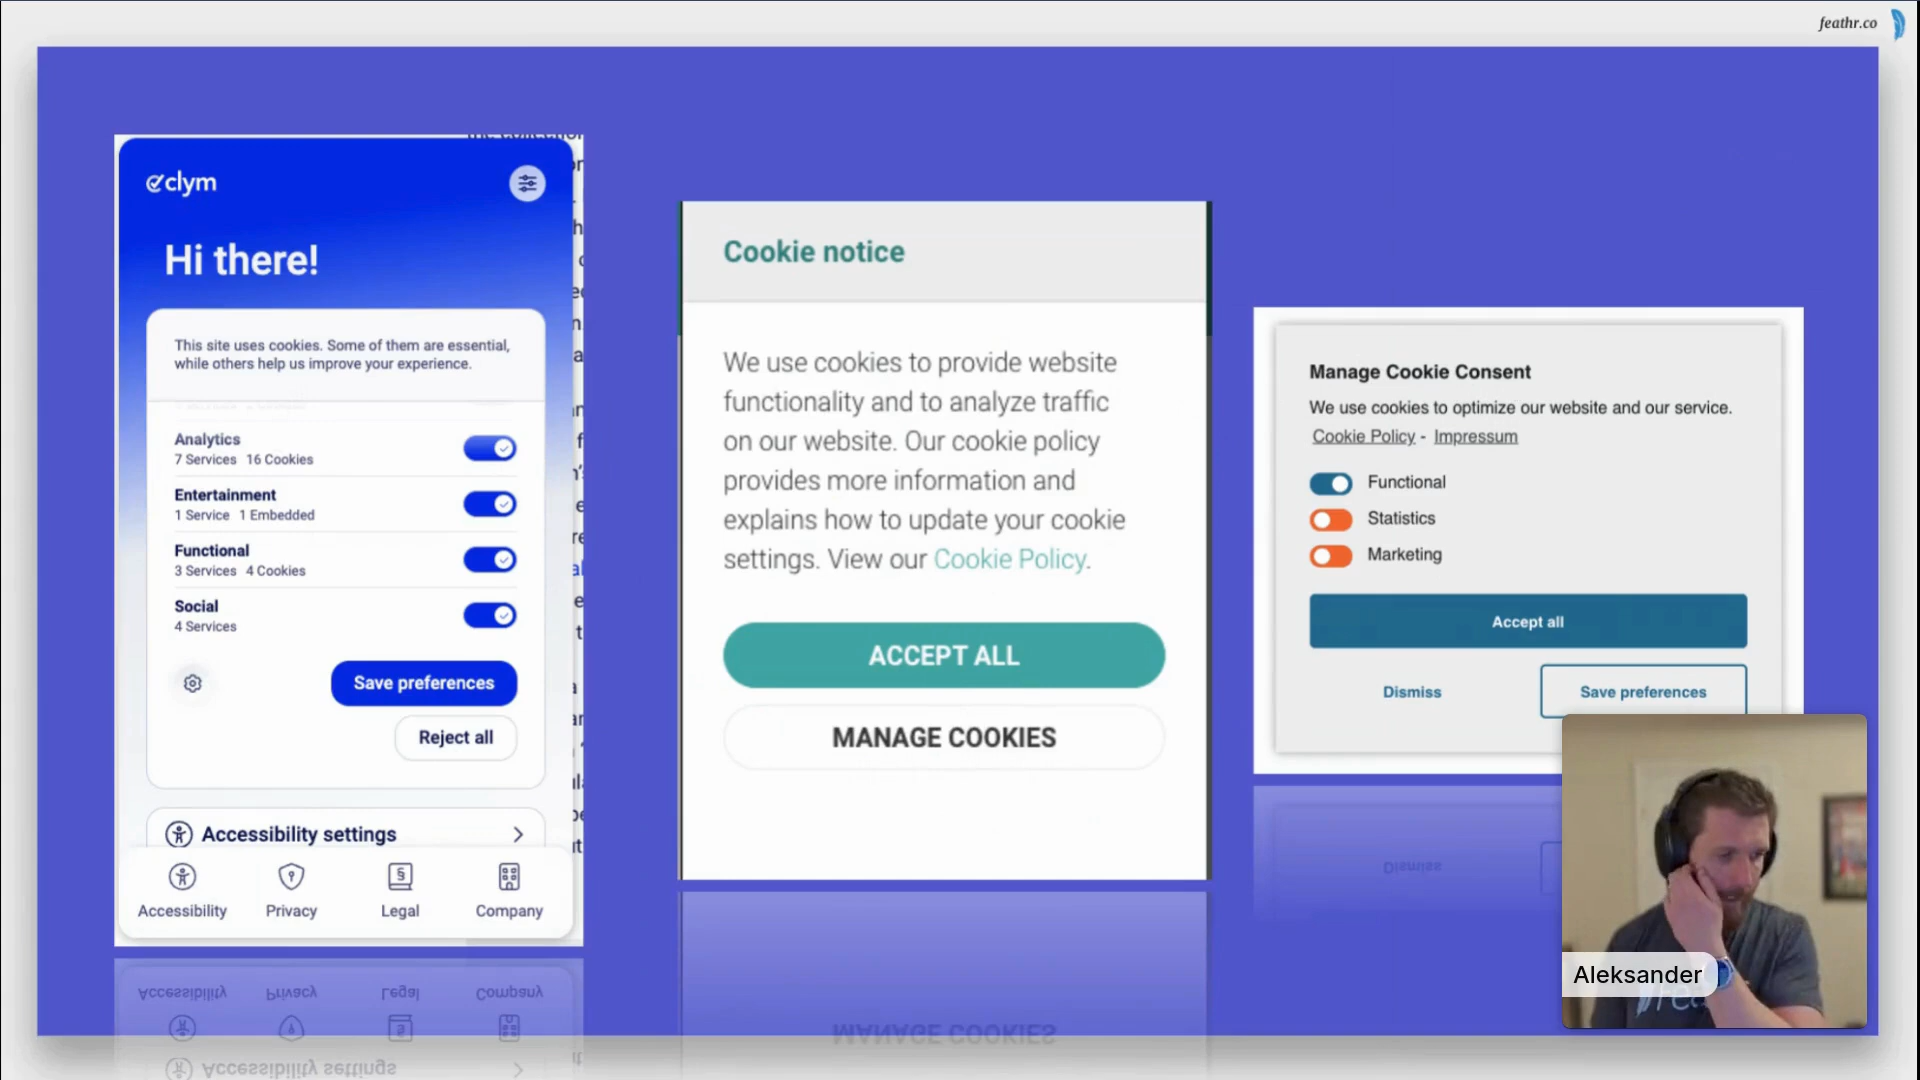 feathr.co
clym
Hi there!
This site uses cookies. Some of them are essential,
while others help us improve your experience.
Analytics
7 Services 16 Cookies
Entertainment
1 Service 1 Embedded
Functional
3 Services 4 Cookies
Social
4 Services
Save preferences
Reject all
Accessibility settings
Accessibility Privacy Legal Company
Cookie notice
We use cookies to provide website
functionality and to analyze traffic
on our website. Our cookie policy
provides more information and
explains how to update your cookie
settings. View our Cookie Policy.
ACCEPT ALL
MANAGE COOKIES
Manage Cookie Consent
We use cookies to optimize our website and our service.
Cookie Policy - Impressum
Functional
Statistics
Marketing
Accept all
Dismiss
Save preferences
Aleksander